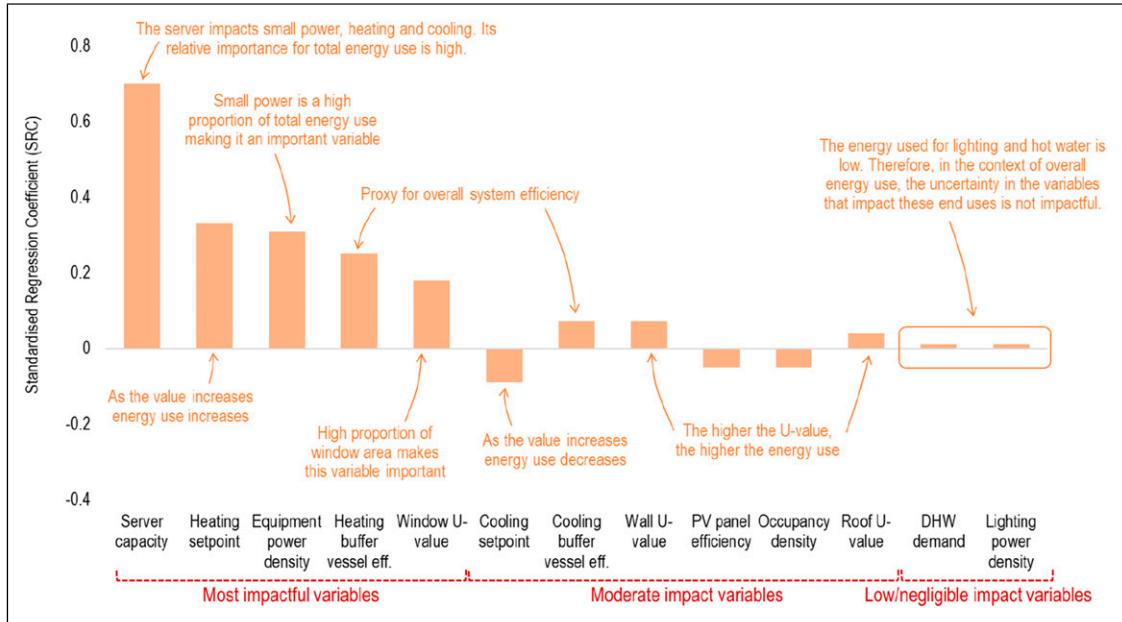 The server impacts small power, heating and cooling. Its
relative importance for total energy use is high.
Small power is a high
proportion of total energy use
making it an important variable
Proxy for overall system efficiency
The energy used for lighting and hot water is
low. Therefore, in the context of overall
energy use, the uncertainty in the variables
that impact these end uses is not impactful.
Standardised Regression Coefficient (SRC)
0.8
0.6
0.4
0.2
0
-0.2
-0.4
As the value increases
energy use increases
High proportion of
window area makes
this variable important
As the value increases
energy use decreases
The higher the U-value,
the higher the energy use
Server
capacity
Heating
setpoint
Equipment
power
density
Heating
buffer
vessel eff.
Window U-
value
Cooling
setpoint
Cooling
buffer
vessel eff.
Wall U-
value
PV panel
efficiency
Occupancy
density
Roof U-
value
DHW
demand
Lighting
power
density
Most impactful variables
Moderate impact variables
Low/negligible impact variables